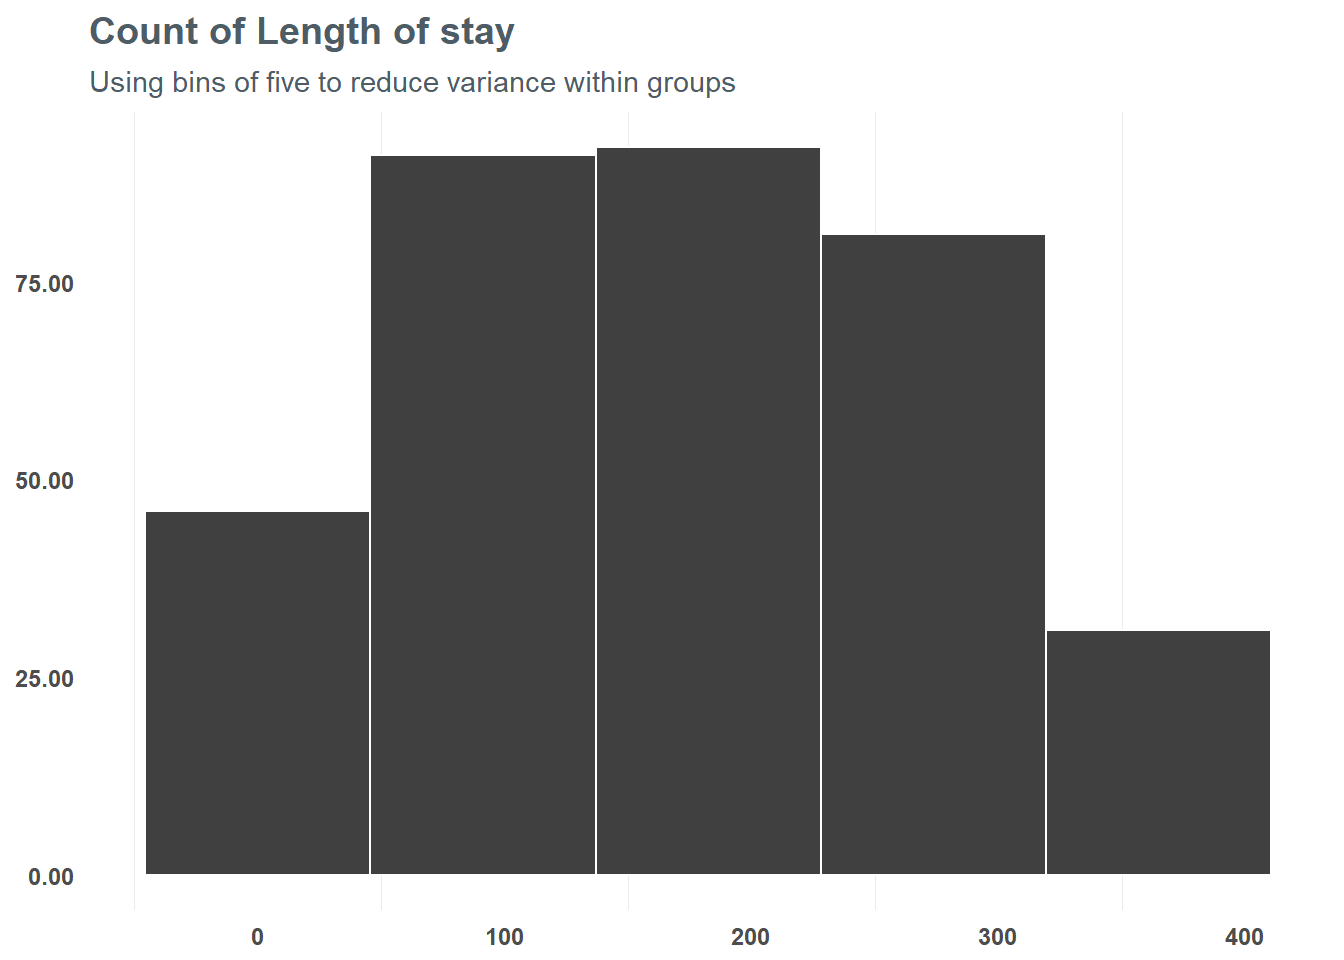 Count of Length of stay
Using bins of five to reduce variance within groups
75.00
50.00
25.00
0.00
0 100 200 300 400